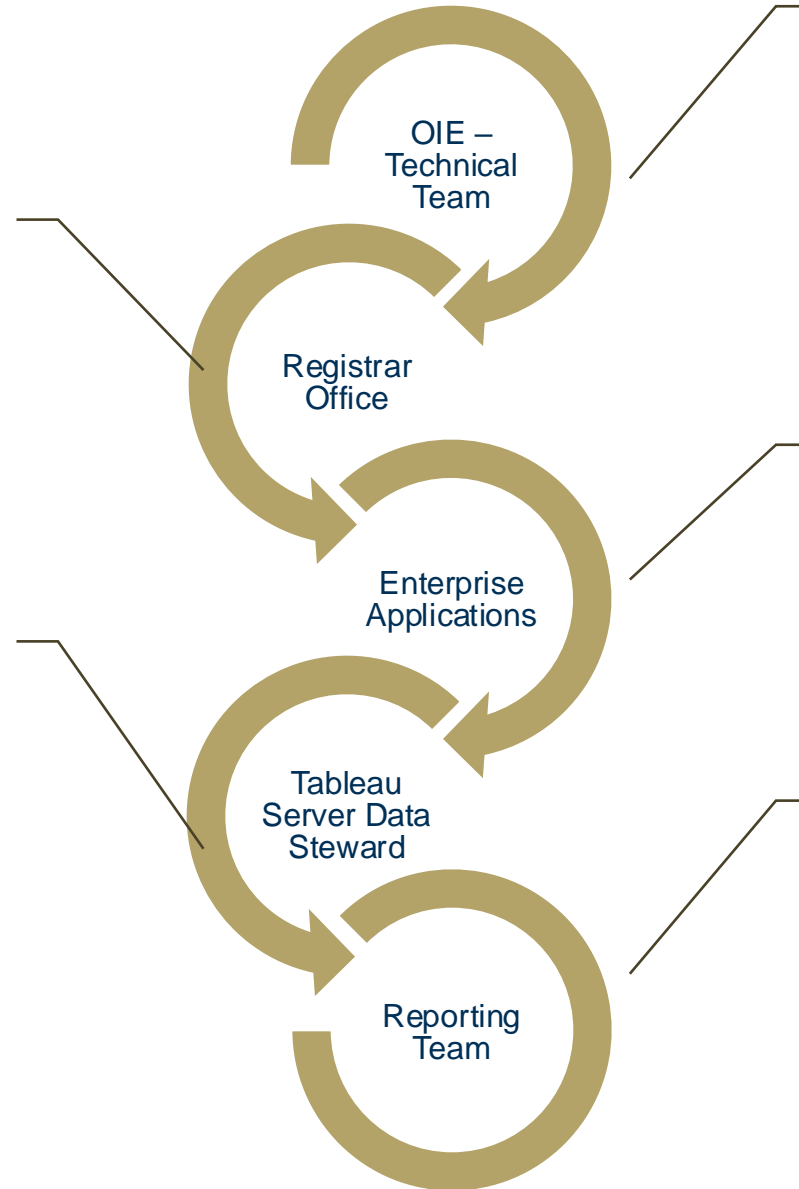 OIE –
Technical
Team
Registrar
Office
Enterprise
Applications
Tableau
Server Data
Steward
Reporting
Team